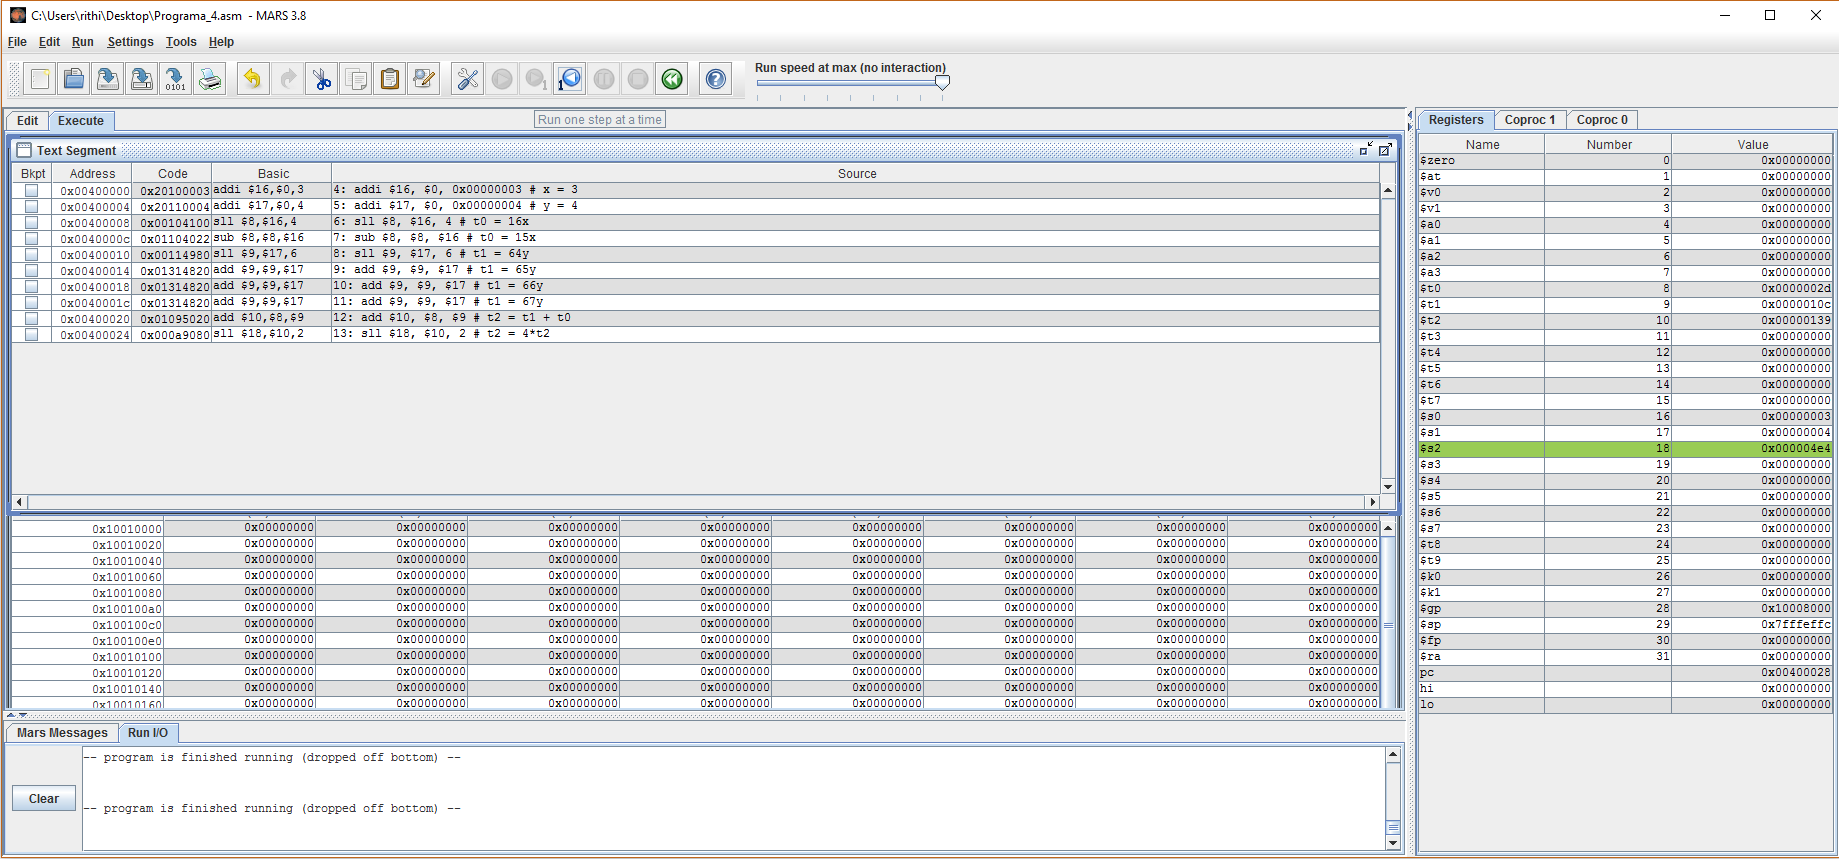 C:\Users\rithi\Desktop\Programa_4.asm - MARS 3.8
File Edit Run Settings Tools Help
Run speed at max (no interaction)
Edit Execute Run one step at a time
Text Segment
Bkpt Address Code Basic Source
0x00400000 0x20100003 addi $16,$0,3 4: addi $16, $0, 0x00000003 # x = 3
0x00400004 0x20110004 addi $17,$0,4 5: addi $17, $0, 0x00000004 # y = 4
0x00400008 0x00104100 sll $8,$16,4 6: sll $8, $16, 4 # t0 = 16x
0x0040000c 0x01104022 sub $8,$8,$16 7: sub $8, $8, $16 # t0 = 15x
0x00400010 0x00114980 sll $9,$17,6 8: sll $9, $17, 6 # t1 = 64y
0x00400014 0x01314820 add $9,$9,$17 9: add $9, $9, $17 # t1 = 65y
0x00400018 0x01314820 add $9,$9,$17 10: add $9, $9, $17 # t1 = 66y
0x0040001c 0x01314820 add $9,$9,$17 11: add $9, $9, $17 # t1 = 67y
0x00400020 0x01095020 add $10,$8,$9 12: add $10, $8, $9 # t2 = t1 + t0
0x00400024 0x000a9080 sll $18,$10,2 13: sll $18, $10, 2 # t2 = 4*t2
0x10010000 0x00000000 0x00000000 0x00000000 0x00000000 0x00000000 0x00000000 0x00000000 0x00000000
0x10010020 0x00000000 0x00000000 0x00000000 0x00000000 0x00000000 0x00000000 0x00000000 0x00000000
0x10010040 0x00000000 0x00000000 0x00000000 0x00000000 0x00000000 0x00000000 0x00000000 0x00000000
0x10010060 0x00000000 0x00000000 0x00000000 0x00000000 0x00000000 0x00000000 0x00000000 0x00000000
0x10010080 0x00000000 0x00000000 0x00000000 0x00000000 0x00000000 0x00000000 0x00000000 0x00000000
0x100100a0 0x00000000 0x00000000 0x00000000 0x00000000 0x00000000 0x00000000 0x00000000 0x00000000
0x100100c0 0x00000000 0x00000000 0x00000000 0x00000000 0x00000000 0x00000000 0x00000000 0x00000000
0x100100e0 0x00000000 0x00000000 0x00000000 0x00000000 0x00000000 0x00000000 0x00000000 0x00000000
0x10010100 0x00000000 0x00000000 0x00000000 0x00000000 0x00000000 0x00000000 0x00000000 0x00000000
0x10010120 0x00000000 0x00000000 0x00000000 0x00000000 0x00000000 0x00000000 0x00000000 0x00000000
0x10010140 0x00000000 0x00000000 0x00000000 0x00000000 0x00000000 0x00000000 0x00000000 0x00000000
0x10010160 0x00000000 0x00000000 0x00000000 0x00000000 0x00000000 0x00000000 0x00000000 0x00000000
Mars Messages Run I/O
-- program is finished running (dropped off bottom) --
Clear
-- program is finished running (dropped off bottom) --
Registers Coproc 1 Coproc 0
Name Number Value
$zero 0 0x00000000
$at 1 0x00000000
$v0 2 0x00000000
$v1 3 0x00000000
$a0 4 0x00000000
$a1 5 0x00000000
$a2 6 0x00000000
$a3 7 0x00000000
$t0 8 0x0000002d
$t1 9 0x0000010c
$t2 10 0x00000139
$t3 11 0x00000000
$t4 12 0x00000000
$t5 13 0x00000000
$t6 14 0x00000000
$t7 15 0x00000000
$s0 16 0x00000003
$s1 17 0x00000004
$s2 18 0x000004e4
$s3 19 0x00000000
$s4 20 0x00000000
$s5 21 0x00000000
$s6 22 0x00000000
$s7 23 0x00000000
$t8 24 0x00000000
$t9 25 0x00000000
$k0 26 0x00000000
$k1 27 0x00000000
$gp 28 0x10008000
$sp 29 0x7fffeffc
$fp 30 0x00000000
$ra 31 0x00000000
pc 0x00400028
hi 0x00000000
lo 0x00000000